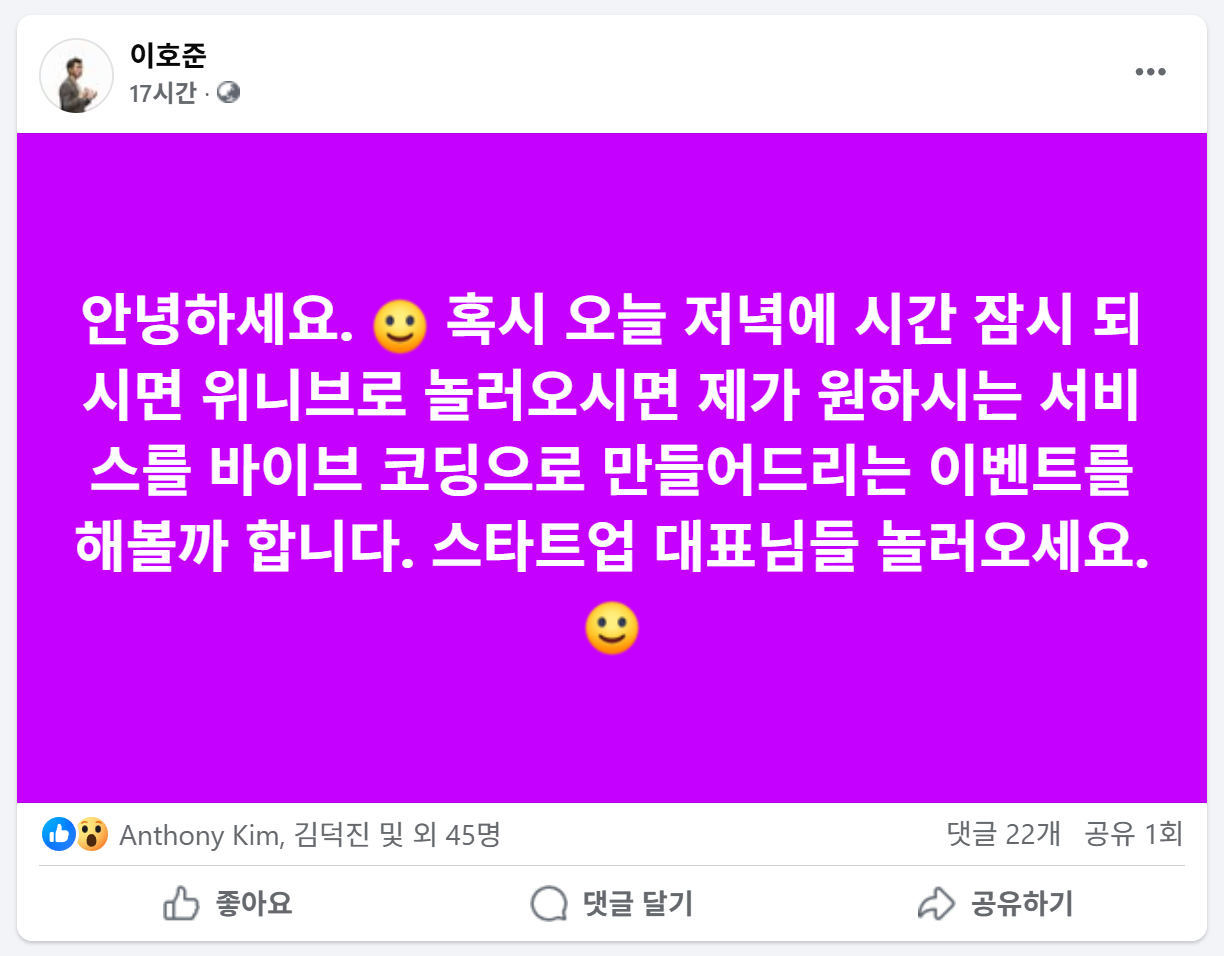 이호준
17시간 ·
안녕하세요. 🙂 혹시 오늘 저녁에 시간 잠시 되
시면 위니브로 놀러오시면 제가 원하시는 서비
스를 바이브 코딩으로 만들어드리는 이벤트를
해볼까 합니다. 스타트업 대표님들 놀러오세요.
🙂
Anthony Kim, 김덕진 및 외 45명 댓글 22개 공유 1회
좋아요 댓글 달기 공유하기